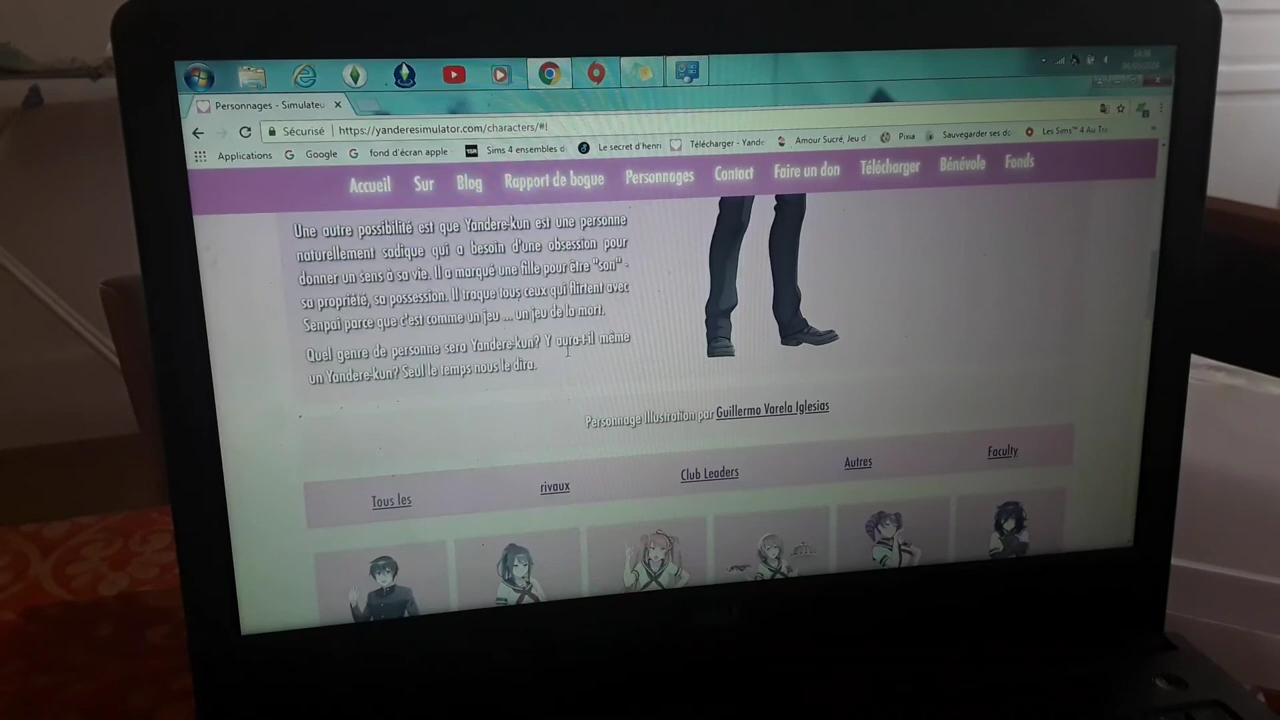 Personnages - Simulateu
Sécurisé
https://yanderesimulator.com/characters/#!
Applications
Google
fond d'écran apple
Sims 4 ensembles d
Le secret d'henri
Télécharger - Yande
Amour Sucré, Jeu d
Pixia
Sauvegarder ses do
Les Sims™ 4 Au Tra
Accueil
Sur
Blog
Rapport de bogue
Personnages
Contact
Faire un don
Télécharger
Bénévole
Fonds
Une autre possibilité est que Yandere-kun est une personne
naturellement sadique qui a besoin d'une obsession pour
donner un sens à sa vie. Il a marqué une fille pour être "son" -
sa propriété, sa possession. Il traque tous ceux qui flirtent avec
Senpai parce que c'est comme un jeu ... un jeu de la mort.
Quel genre de personne sera Yandere-kun? Y aura-t-il même
un Yandere-kun? Seul le temps nous le dira.
Personnage Illustration par Guillermo Varela Iglesias
Tous les
rivaux
Club Leaders
Autres
Faculty